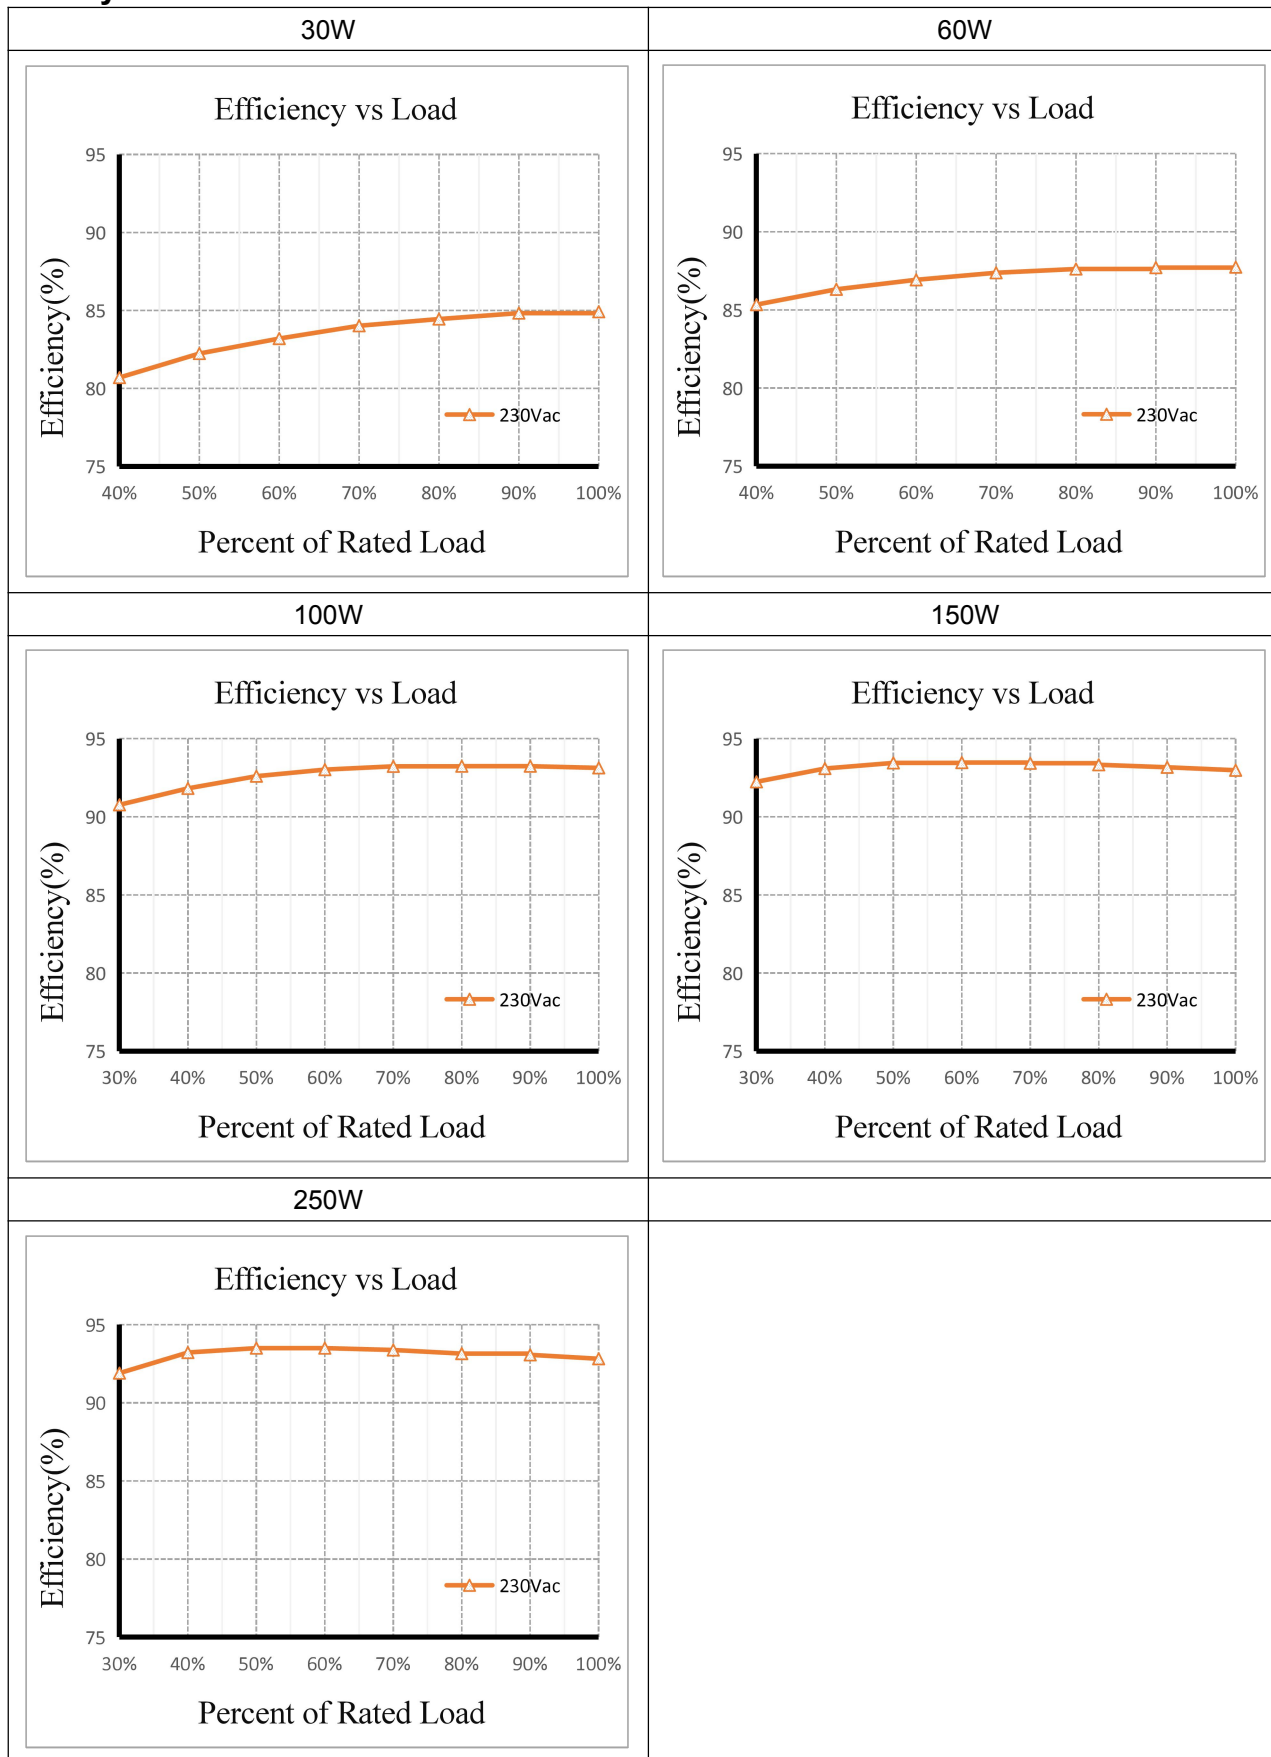 30W
60W
Efficiency vs Load
95
90
85
80
75
Efficiency(%)
230Vac
40% 50% 60% 70% 80% 90% 100%
Percent of Rated Load
Efficiency vs Load
95
90
85
80
75
Efficiency(%)
230Vac
40% 50% 60% 70% 80% 90% 100%
Percent of Rated Load
100W
150W
Efficiency vs Load
95
90
85
80
75
Efficiency(%)
230Vac
30% 40% 50% 60% 70% 80% 90% 100%
Percent of Rated Load
Efficiency vs Load
95
90
85
80
75
Efficiency(%)
230Vac
30% 40% 50% 60% 70% 80% 90% 100%
Percent of Rated Load
250W
Efficiency vs Load
95
90
85
80
75
Efficiency(%)
230Vac
30% 40% 50% 60% 70% 80% 90% 100%
Percent of Rated Load